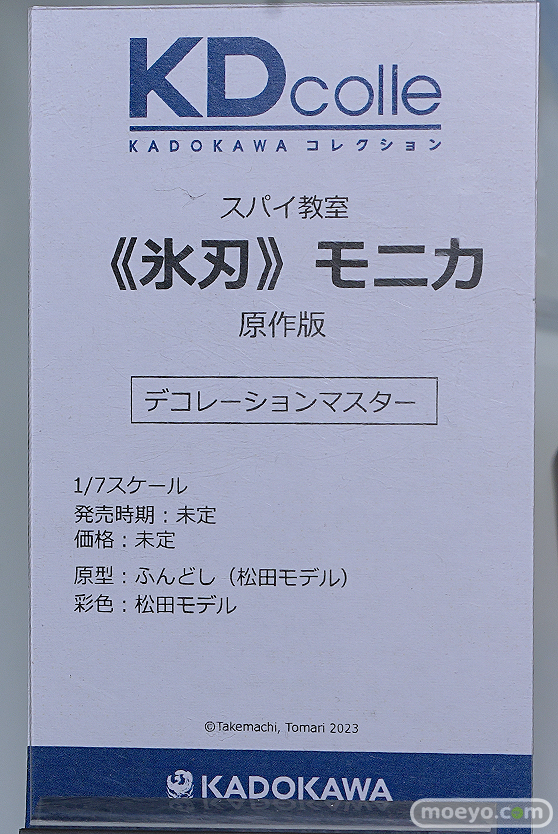 KDcolle
KADOKAWA コレクション
スパイ教室
《氷刃》モニカ
原作版
デコレーションマスター
1/7スケール
発売時期：未定
価格：未定
原型：ふんどし（松田モデル）
彩色：松田モデル
©Takemachi, Tomari 2023
KADOKAWA
moeyo.com